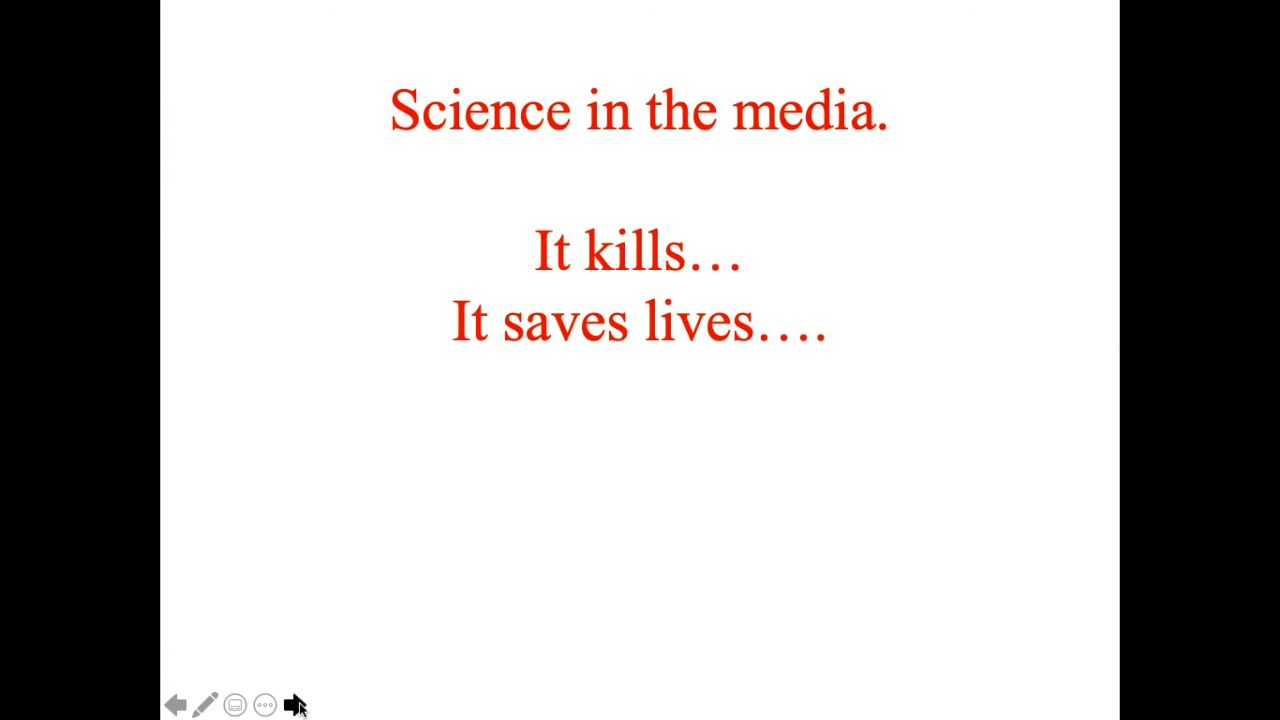 Science in the media.
It kills…
It saves lives….